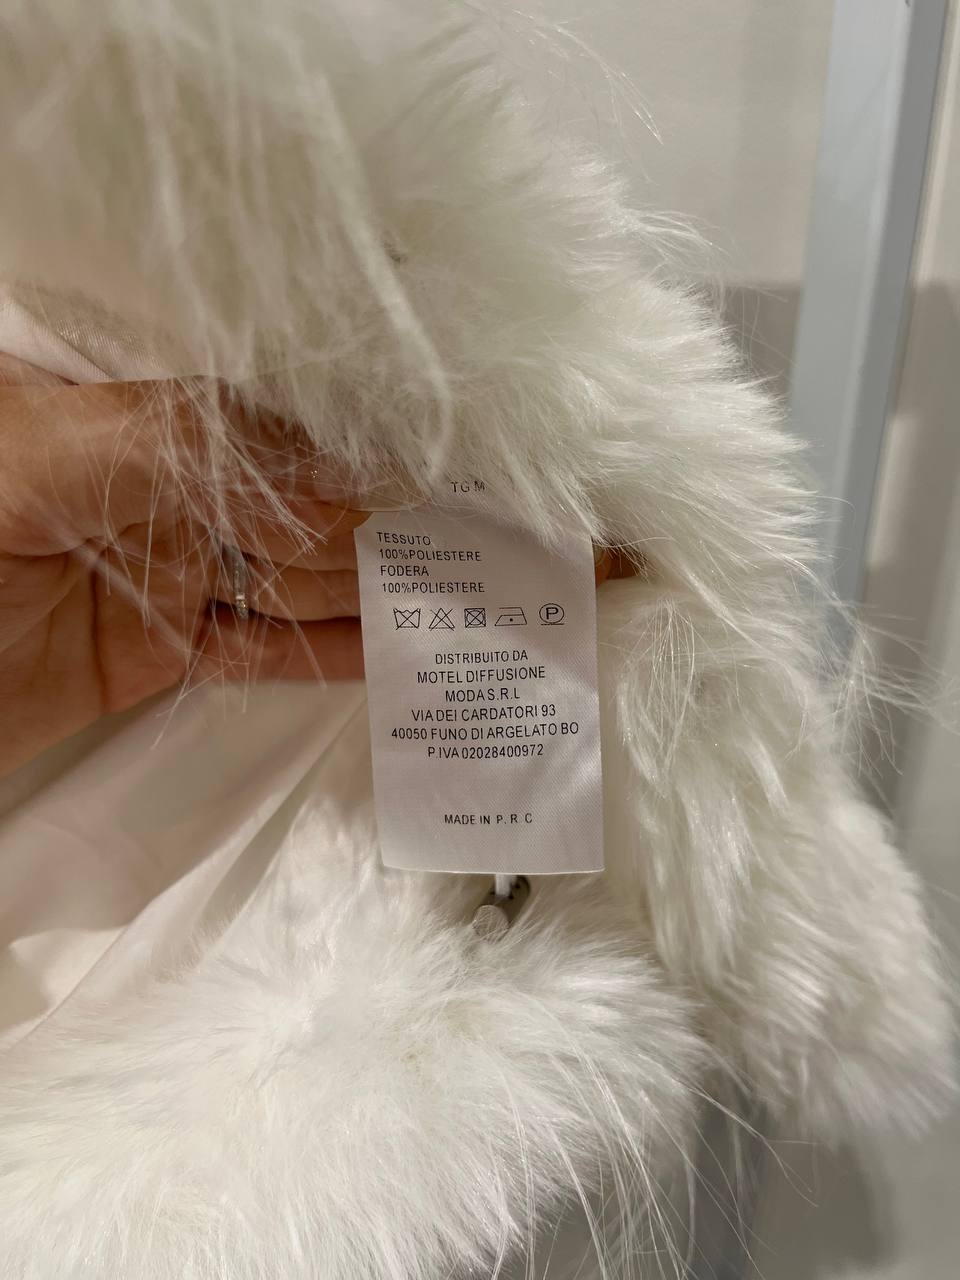 TG M
TESSUTO
100%POLIESTERE
FODERA
100%POLIESTERE
P
DISTRIBUITO DA
MOTEL DIFFUSIONE
MODA S.R.L
VIA DEI CARDATORI 93
40050 FUNO DI ARGELATO BO
P.IVA 02028400972
MADE IN P. R. C